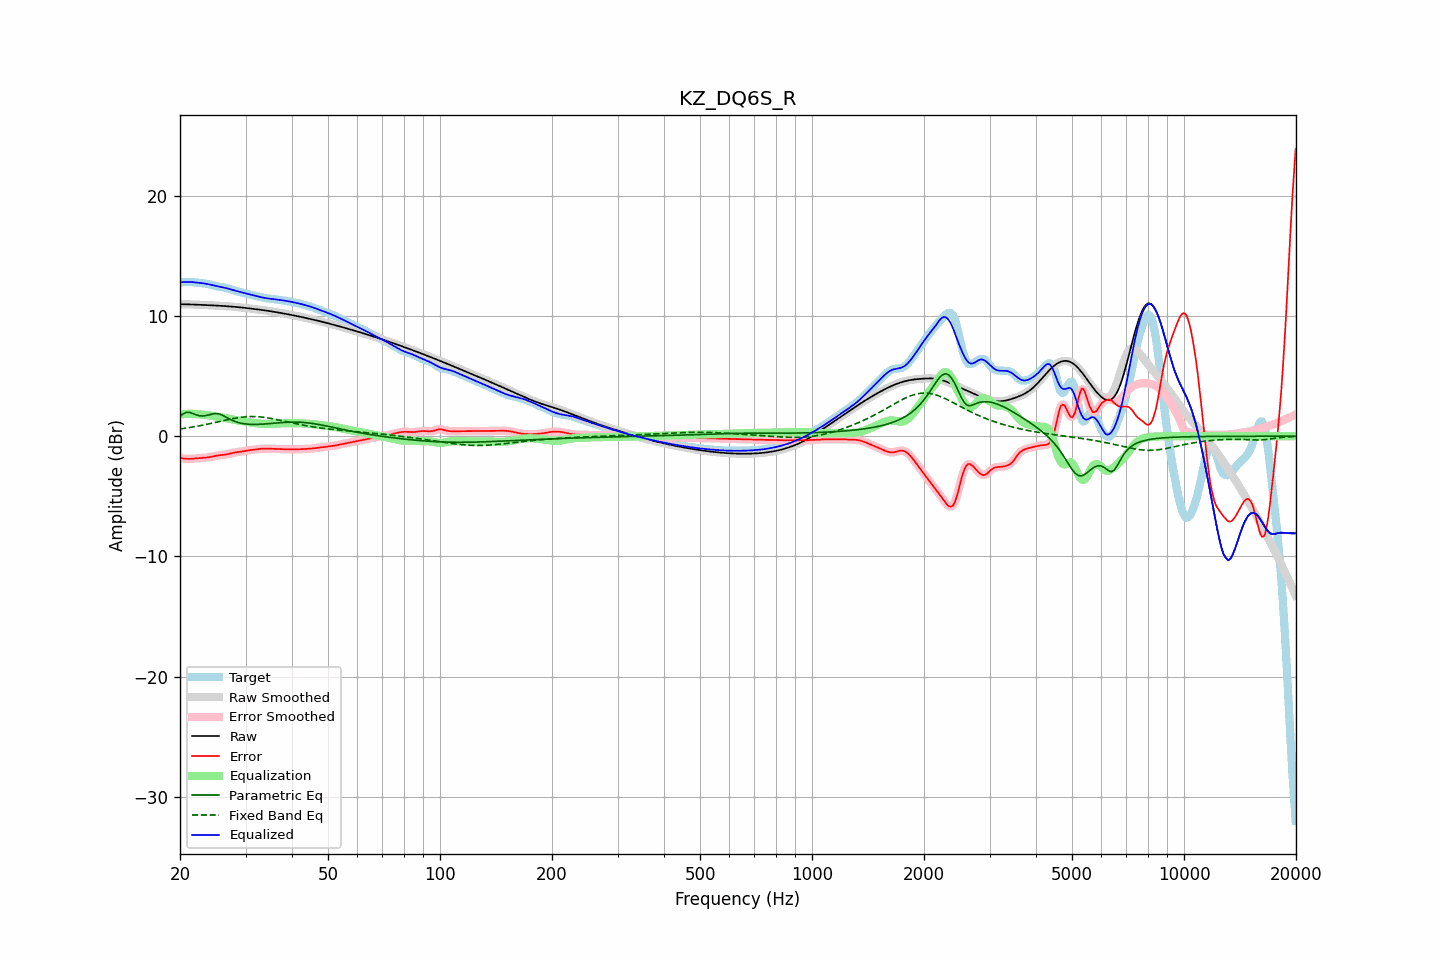 KZ_DQ6S_R
Amplitude (dBr)
20
10
0
−10
−20
−30
Target
Raw Smoothed
Error Smoothed
Raw
Error
Equalization
Parametric Eq
Fixed Band Eq
Equalized
20 50 100 200 500 1000 2000 5000 10000 20000
Frequency (Hz)